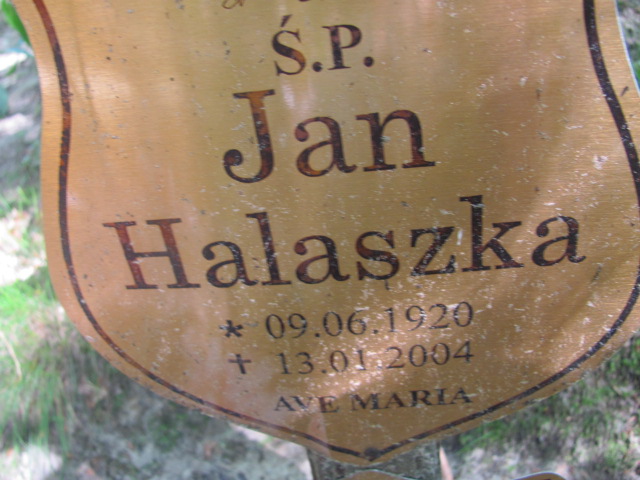 Ś.P.
Jan
Halaszka
* 09.06.1920
✝ 13.01.2004
AVE MARIA